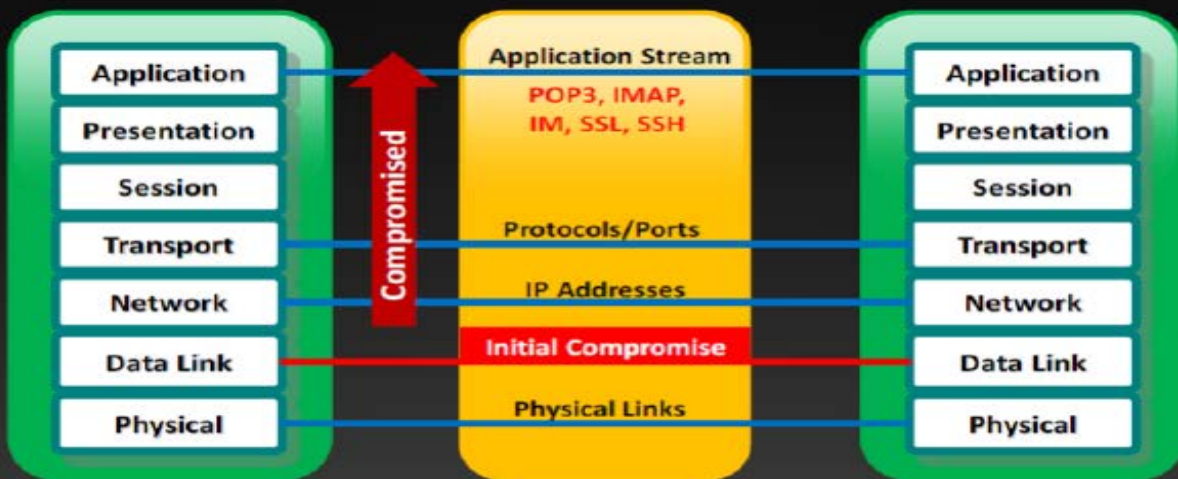 Application
Presentation
Session
Transport
Network
Data Link
Physical
Compromised
Application Stream
POP3, IMAP,
IM, SSL, SSH
Protocols/Ports
IP Addresses
Initial Compromise
Physical Links
Application
Presentation
Session
Transport
Network
Data Link
Physical